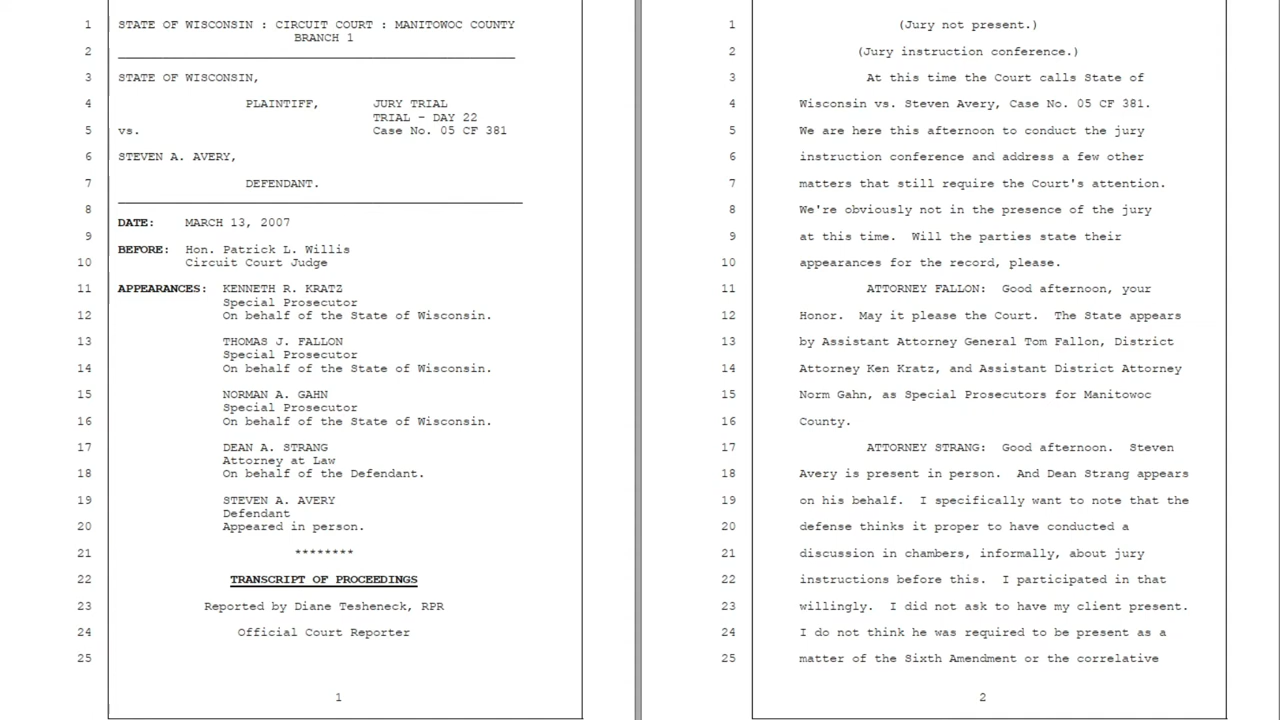 1 STATE OF WISCONSIN : CIRCUIT COURT : MANITOWOC COUNTY
BRANCH 1
2
3 STATE OF WISCONSIN,
4 PLAINTIFF, JURY TRIAL
TRIAL - DAY 22
5 vs. Case No. 05 CF 381
6 STEVEN A. AVERY,
7 DEFENDANT.
8 DATE: MARCH 13, 2007
9 BEFORE: Hon. Patrick L. Willis
10 Circuit Court Judge
11 APPEARANCES: KENNETH R. KRATZ
Special Prosecutor
12 On behalf of the State of Wisconsin.
13 THOMAS J. FALLON
Special Prosecutor
14 On behalf of the State of Wisconsin.
15 NORMAN A. GAHN
Special Prosecutor
16 On behalf of the State of Wisconsin.
17 DEAN A. STRANG
Attorney at Law
18 On behalf of the Defendant.
19 STEVEN A. AVERY
Defendant
20 Appeared in person.
21 ********
22 TRANSCRIPT OF PROCEEDINGS
23 Reported by Diane Tesheneck, RPR
24 Official Court Reporter
25
1
1 (Jury not present.)
2 (Jury instruction conference.)
3 At this time the Court calls State of
4 Wisconsin vs. Steven Avery, Case No. 05 CF 381.
5 We are here this afternoon to conduct the jury
6 instruction conference and address a few other
7 matters that still require the Court's attention.
8 We're obviously not in the presence of the jury
9 at this time. Will the parties state their
10 appearances for the record, please.
11 ATTORNEY FALLON: Good afternoon, your
12 Honor. May it please the Court. The State appears
13 by Assistant Attorney General Tom Fallon, District
14 Attorney Ken Kratz, and Assistant District Attorney
15 Norm Gahn, as Special Prosecutors for Manitowoc
16 County.
17 ATTORNEY STRANG: Good afternoon. Steven
18 Avery is present in person. And Dean Strang appears
19 on his behalf. I specifically want to note that the
20 defense thinks it proper to have conducted a
21 discussion in chambers, informally, about jury
22 instructions before this. I participated in that
23 willingly. I did not ask to have my client present.
24 I do not think he was required to be present as a
25 matter of the Sixth Amendment or the correlative
2